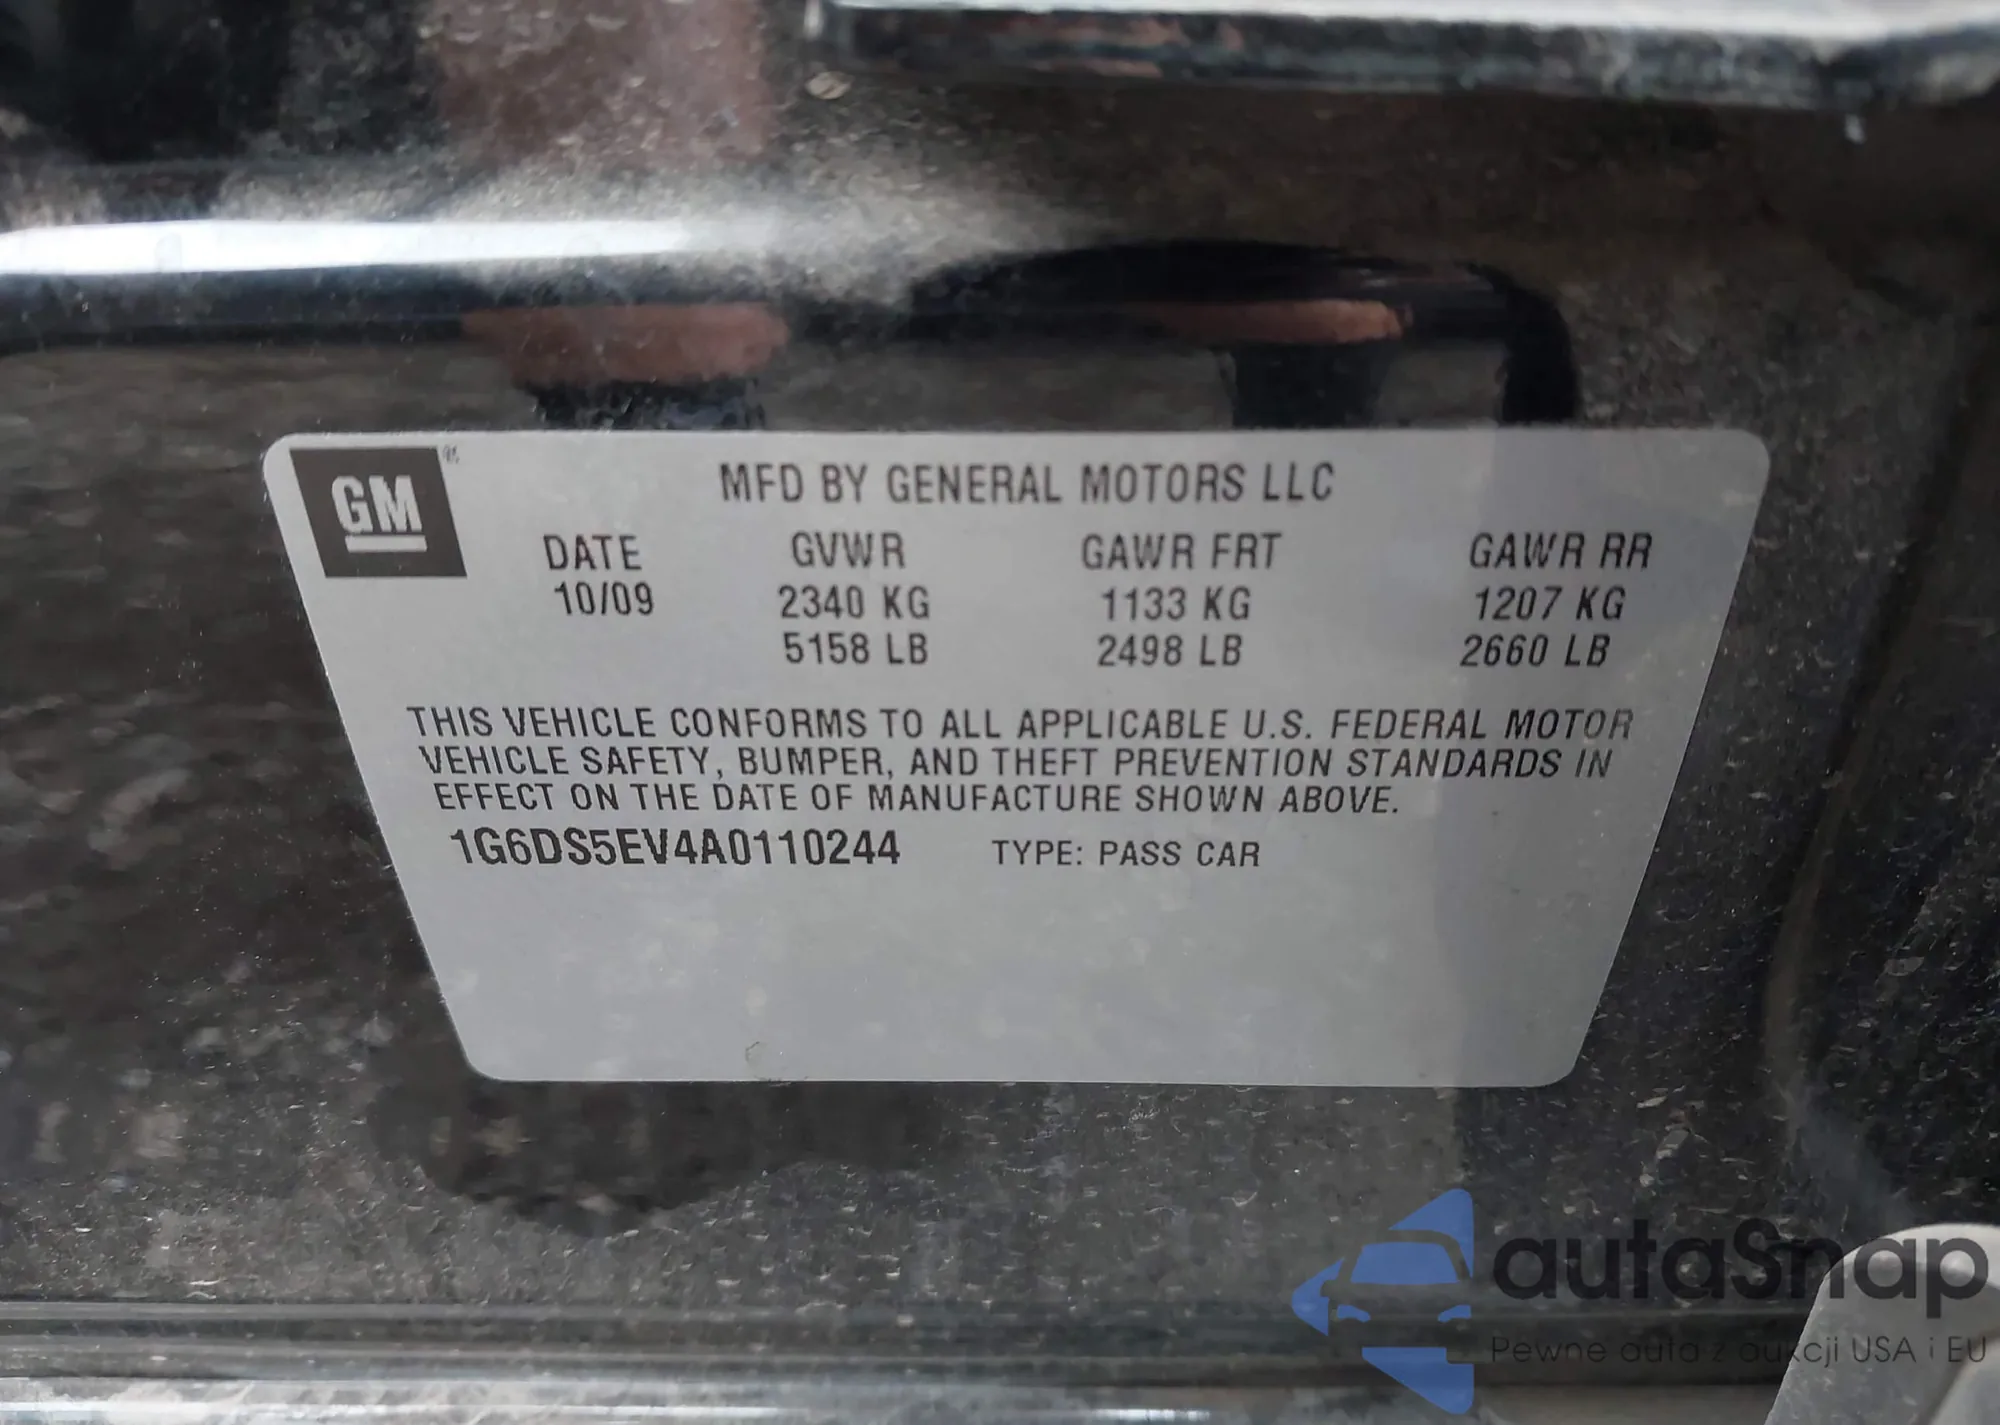 GM
MFD BY GENERAL MOTORS LLC
DATE GVWR GAWR FRT GAWR RR
10/09 2340 KG 1133 KG 1207 KG
5158 LB 2498 LB 2660 LB
THIS VEHICLE CONFORMS TO ALL APPLICABLE U.S. FEDERAL MOTOR
VEHICLE SAFETY, BUMPER, AND THEFT PREVENTION STANDARDS IN
EFFECT ON THE DATE OF MANUFACTURE SHOWN ABOVE.
1G6DS5EV4A0110244 TYPE: PASS CAR
autaSnap
Pewne auta z aukcji USA i EU